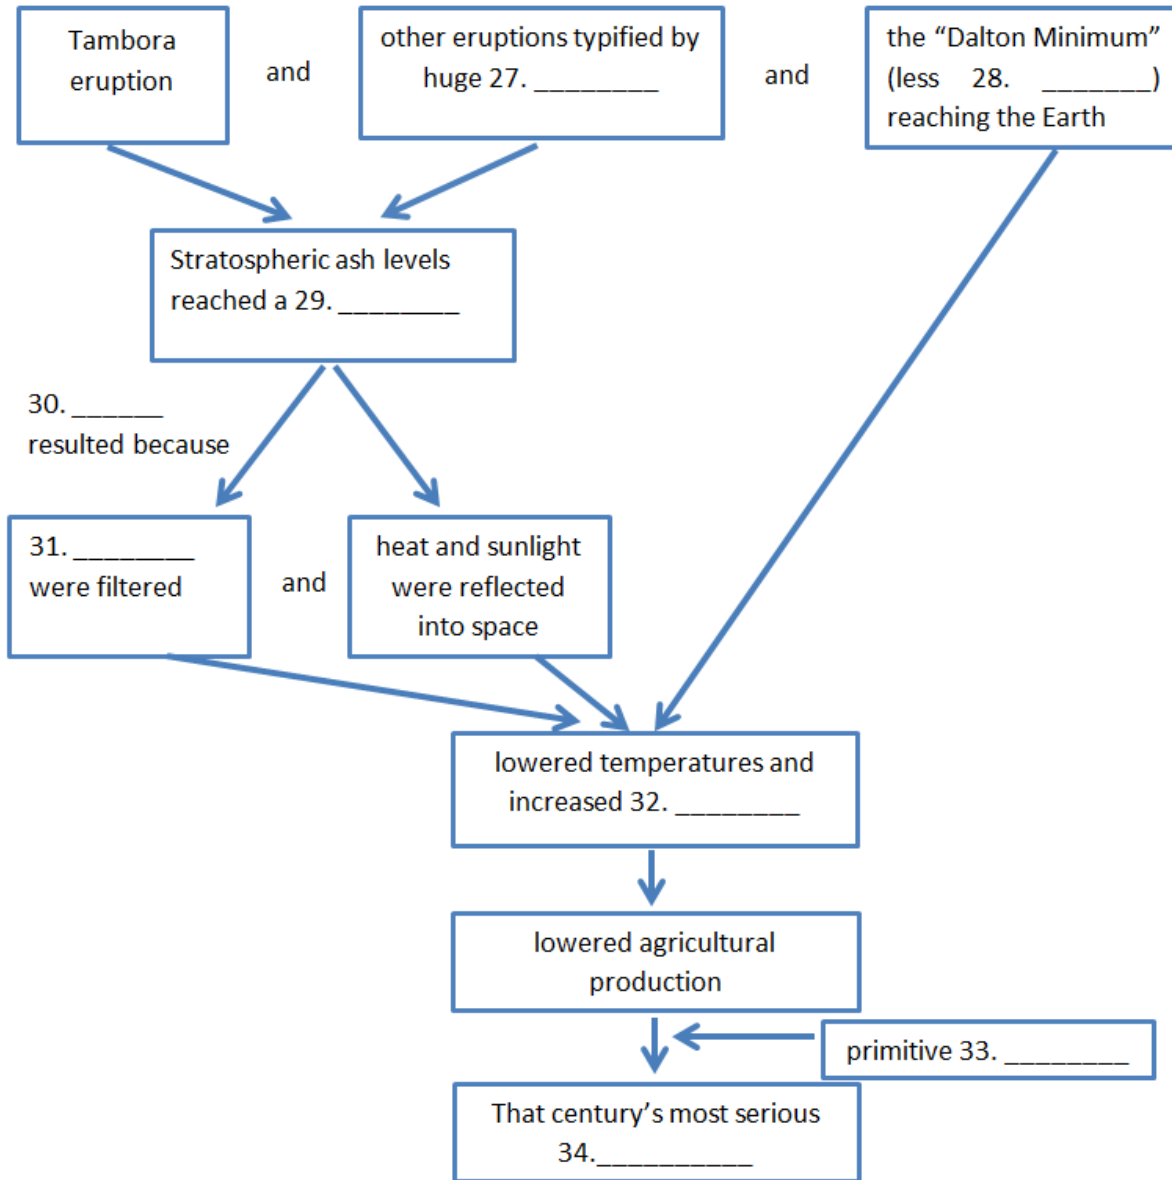 Tambora
eruption
and
other eruptions typified by
huge 27. ________
and
the “Dalton Minimum”
(less 28. _______)
reaching the Earth
Stratospheric ash levels
reached a 29. ________
30. ______
resulted because
31. ________
were filtered
and
heat and sunlight
were reflected
into space
lowered temperatures and
increased 32. ________
lowered agricultural
production
primitive 33. ________
That century’s most serious
34.__________